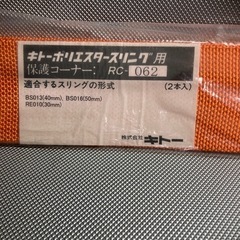 キトーポリエスタースリング用
保護コーナー: RC- 062
適合するスリングの形式 (2本入)
BS013(40mm), BS016(50mm)
RE010(30mm)
株式会社 キトー